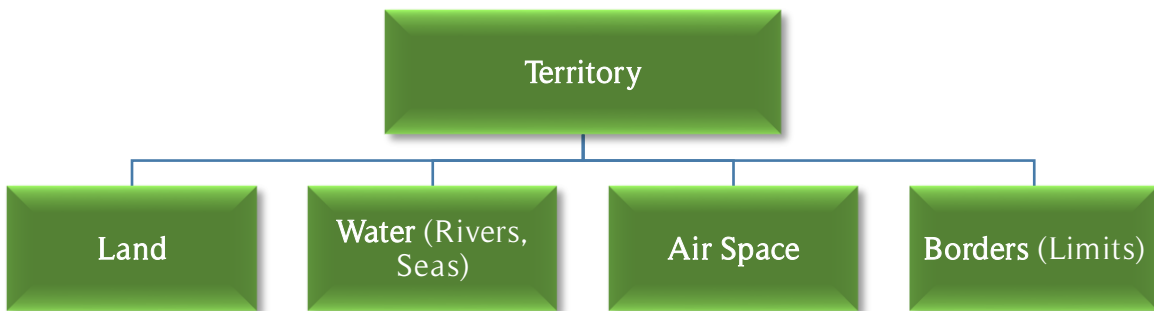 Territory
Land
Water (Rivers,
Seas)
Air Space
Borders (Limits)